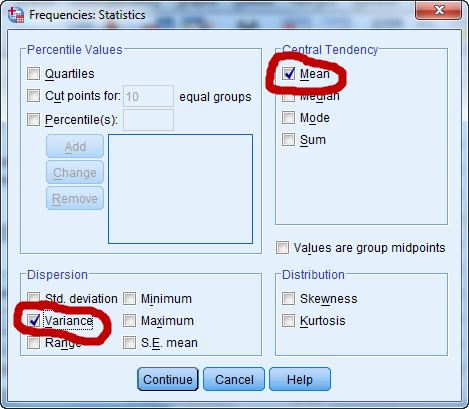 Frequencies: Statistics
Percentile Values
Quartiles
Cut points for: 10 equal groups
Percentile(s):
Add
Change
Remove
Central Tendency
Mean
Median
Mode
Sum
Values are group midpoints
Dispersion
Std. deviation Minimum
Variance Maximum
Range S.E. mean
Distribution
Skewness
Kurtosis
Continue Cancel Help